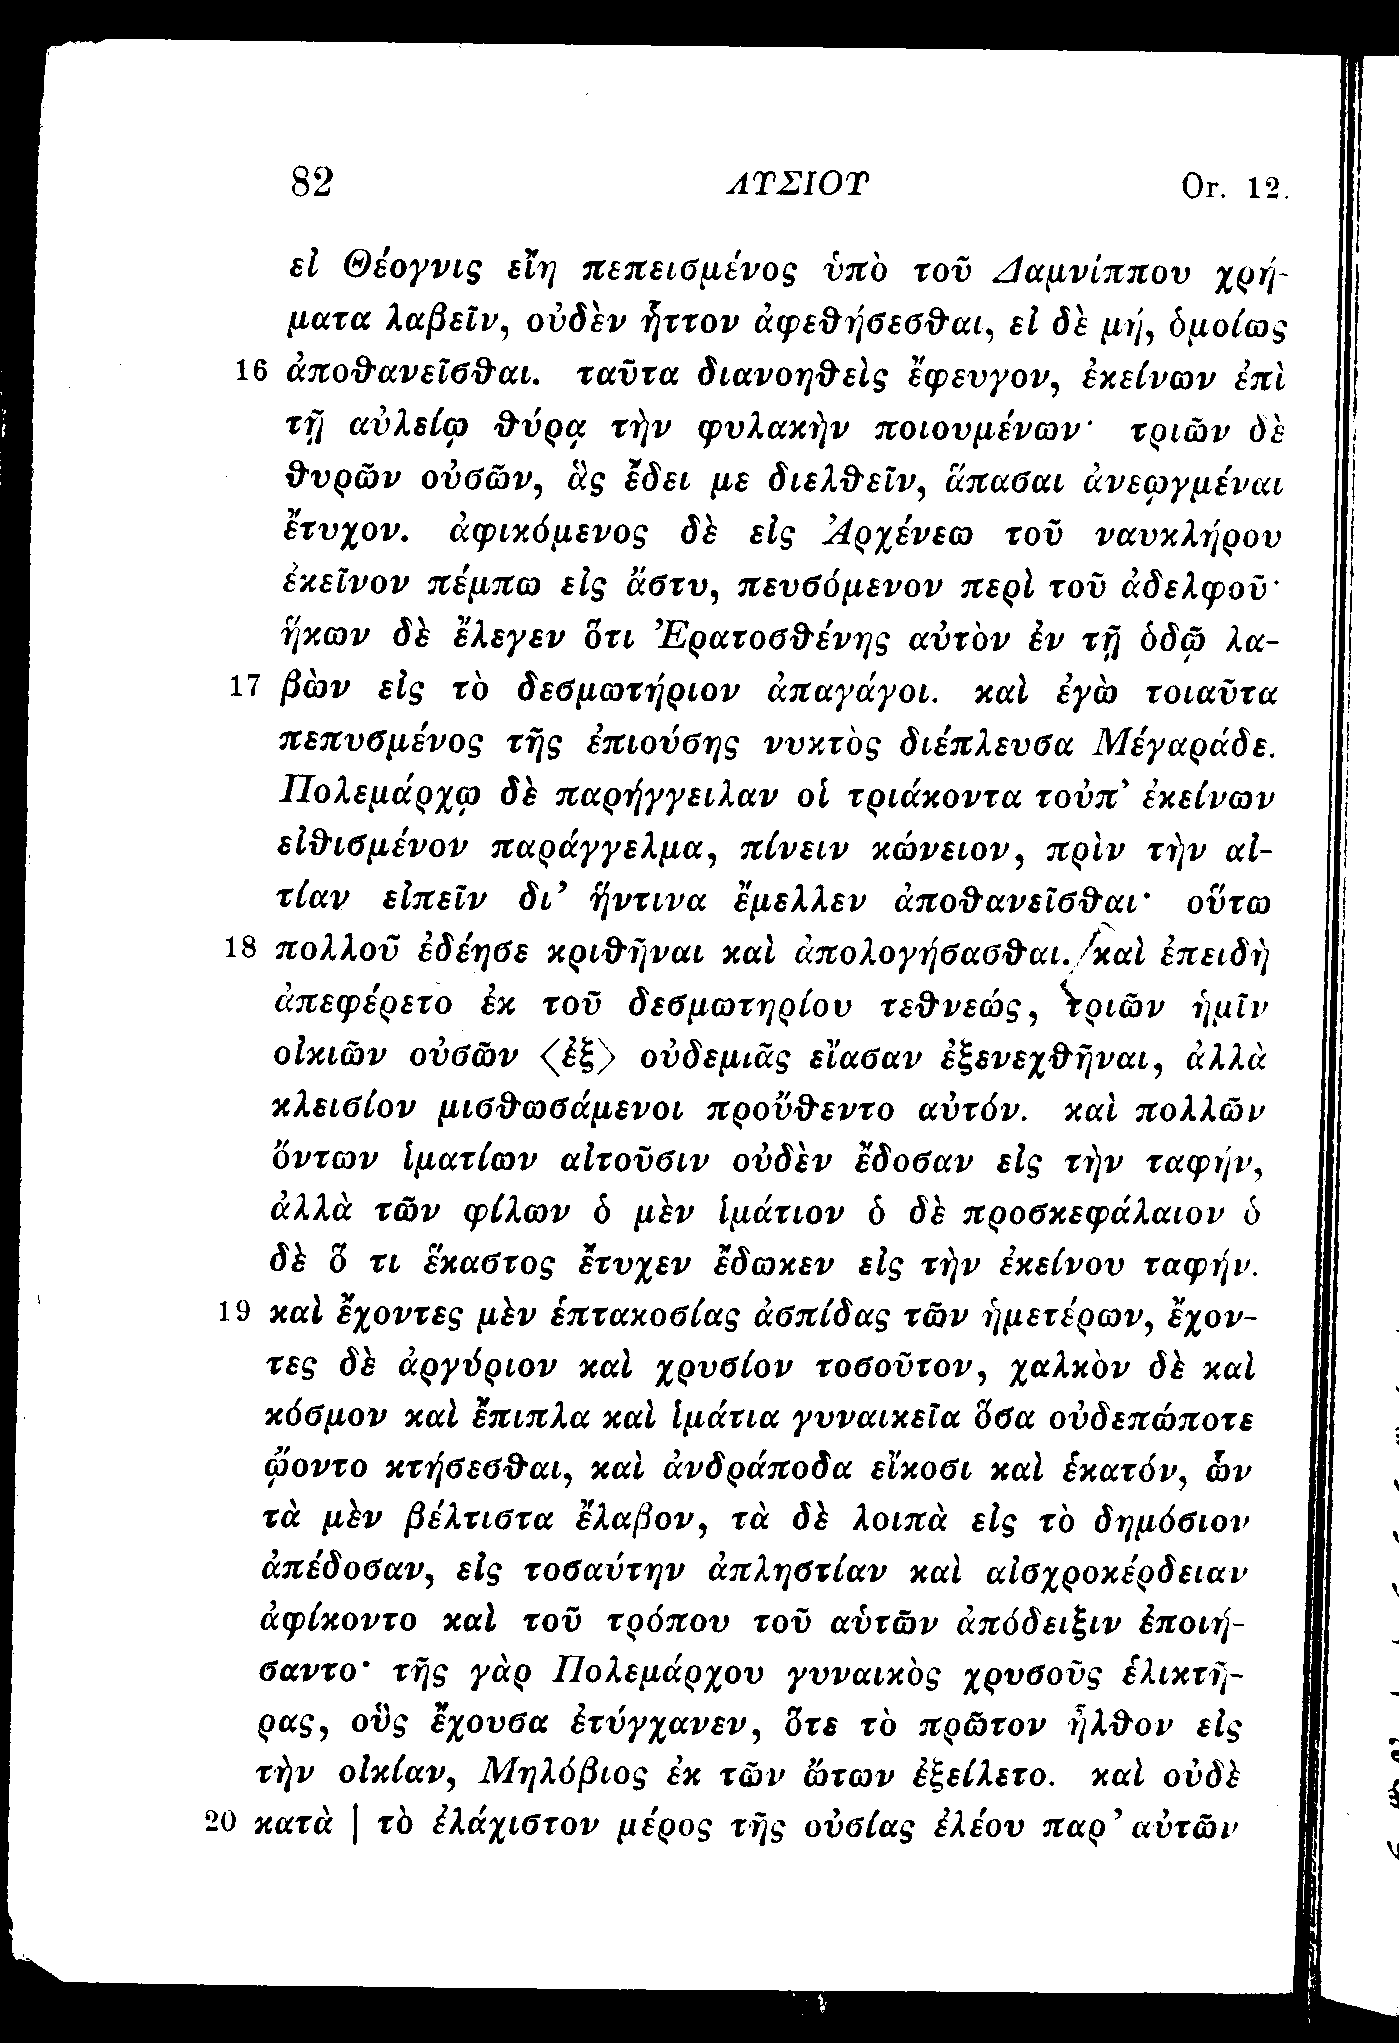 82 ΛΥΣΙΟΥ Or. 12.
εἰ Θέογνις εἴη πεπεισμένος ὑπὸ τοῦ Δαμνίππου χρή-
ματα λαβεῖν, οὐδὲν ἧττον ἀφεθήσεσθαι, εἰ δὲ μή, ὁμοίως
16 ἀποθανεῖσθαι. ταῦτα διανοηθεὶς ἔφευγον, ἐκείνων ἐπὶ
τῇ αὐλείῳ θύρᾳ τὴν φυλακὴν ποιουμένων· τριῶν δὲ
θυρῶν οὐσῶν, ἃς ἔδει με διελθεῖν, ἅπασαι ἀνεῳγμέναι
ἔτυχον. ἀφικόμενος δὲ εἰς Ἀρχένεω τοῦ ναυκλήρου
ἐκεῖνον πέμπω εἰς ἄστυ, πευσόμενον περὶ τοῦ ἀδελφοῦ·
ἥκων δὲ ἔλεγεν ὅτι Ἐρατοσθένης αὐτὸν ἐν τῇ ὁδῷ λα-
17 βὼν εἰς τὸ δεσμωτήριον ἀπαγάγοι. καὶ ἐγὼ τοιαῦτα
πεπυσμένος τῆς ἐπιούσης νυκτὸς διέπλευσα Μέγαράδε.
Πολεμάρχῳ δὲ παρήγγειλαν οἱ τριάκοντα τοὐπ’ ἐκείνων
εἰθισμένον παράγγελμα, πίνειν κώνειον, πρὶν τὴν αἰ-
τίαν εἰπεῖν δι’ ἥντινα ἔμελλεν ἀποθανεῖσθαι· οὕτω
18 πολλοῦ ἐδέησε κριθῆναι καὶ ἀπολογήσασθαι. καὶ ἐπειδὴ
ἀπεφέρετο ἐκ τοῦ δεσμωτηρίου τεθνεώς, τριῶν ἡμῖν
οἰκιῶν οὐσῶν ⟨ἐξ⟩ οὐδεμιᾶς εἴασαν ἐξενεχθῆναι, ἀλλὰ
κλεισίον μισθωσάμενοι προὔθεντο αὐτόν. καὶ πολλῶν
ὄντων ἱματίων αἰτοῦσιν οὐδὲν ἔδοσαν εἰς τὴν ταφήν,
ἀλλὰ τῶν φίλων ὁ μὲν ἱμάτιον ὁ δὲ προσκεφάλαιον ὁ
δὲ ὅ τι ἕκαστος ἔτυχεν ἔδωκεν εἰς τὴν ἐκείνου ταφήν.
19 καὶ ἔχοντες μὲν ἑπτακοσίας ἀσπίδας τῶν ἡμετέρων, ἔχον-
τες δὲ ἀργύριον καὶ χρυσίον τοσοῦτον, χαλκὸν δὲ καὶ
κόσμον καὶ ἔπιπλα καὶ ἱμάτια γυναικεῖα ὅσα οὐδεπώποτε
ᾤοντο κτήσεσθαι, καὶ ἀνδράποδα εἴκοσι καὶ ἑκατόν, ὧν
τὰ μὲν βέλτιστα ἔλαβον, τὰ δὲ λοιπὰ εἰς τὸ δημόσιον
ἀπέδοσαν, εἰς τοσαύτην ἀπληστίαν καὶ αἰσχροκέρδειαν
ἀφίκοντο καὶ τοῦ τρόπου τοῦ αὑτῶν ἀπόδειξιν ἐποιή-
σαντο· τῆς γὰρ Πολεμάρχου γυναικὸς χρυσοῦς ἑλικτῆ-
ρας, οὓς ἔχουσα ἐτύγχανεν, ὅτε τὸ πρῶτον ἦλθον εἰς
τὴν οἰκίαν, Μηλόβιος ἐκ τῶν ὤτων ἐξείλετο. καὶ οὐδὲ
20 κατὰ | τὸ ἐλάχιστον μέρος τῆς οὐσίας ἐλέου παρ’ αὐτῶν